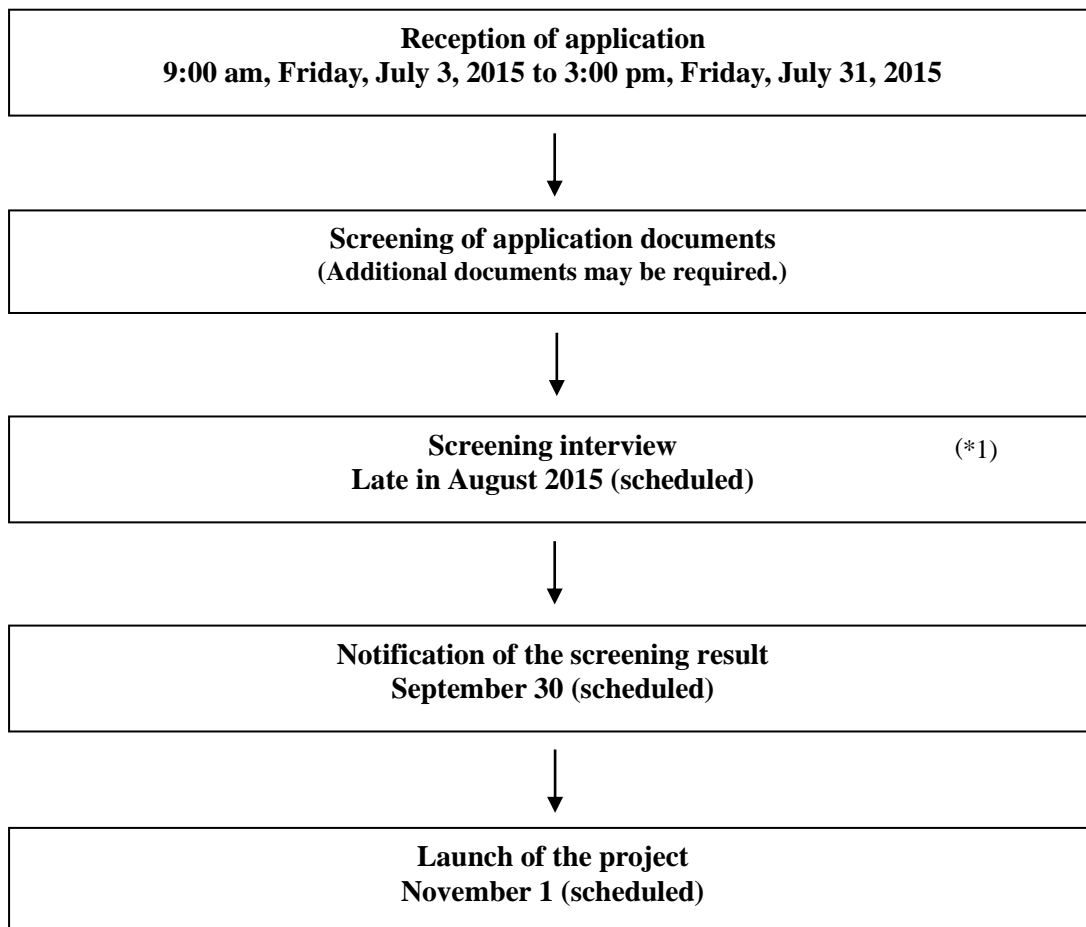 Reception of application
9:00 am, Friday, July 3, 2015 to 3:00 pm, Friday, July 31, 2015
Screening of application documents
(Additional documents may be required.)
Screening interview (*1)
Late in August 2015 (scheduled)
Notification of the screening result
September 30 (scheduled)
Launch of the project
November 1 (scheduled)